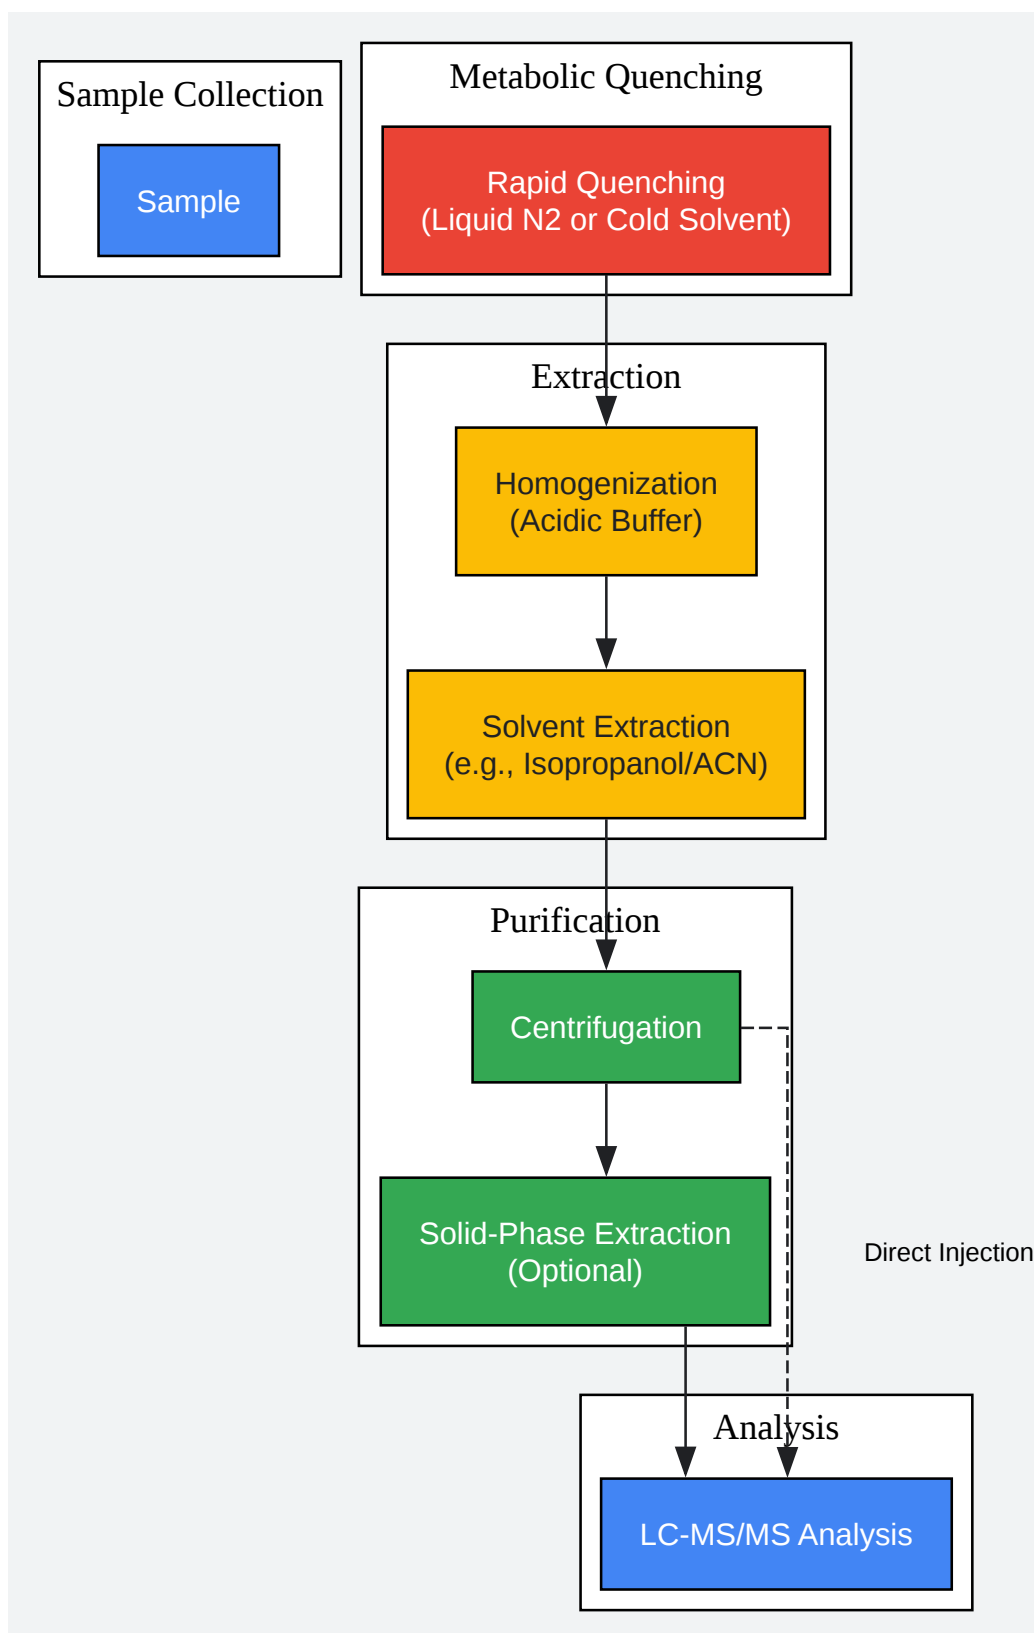 Sample Collection
Sample
Metabolic Quenching
Rapid Quenching
(Liquid N2 or Cold Solvent)
Extraction
Homogenization
(Acidic Buffer)
Solvent Extraction
(e.g., Isopropanol/ACN)
Purification
Centrifugation
Solid-Phase Extraction
(Optional)
Direct Injection
Analysis
LC-MS/MS Analysis